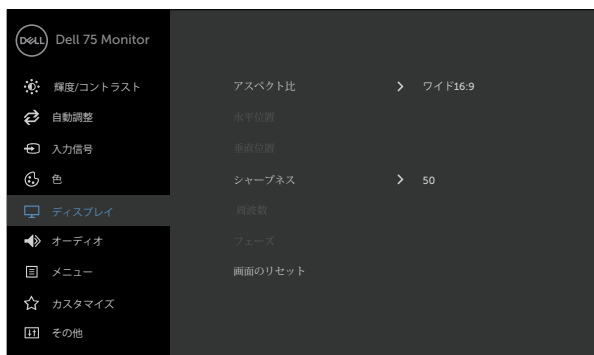 DELL Dell 75 Monitor
輝度/コントラスト
アスペクト比 ワイド16:9
自動調整
水平位置
入力信号
垂直位置
色
シャープネス 50
ディスプレイ
周波数
オーディオ
フェーズ
メニュー
画面のリセット
カスタマイズ
その他